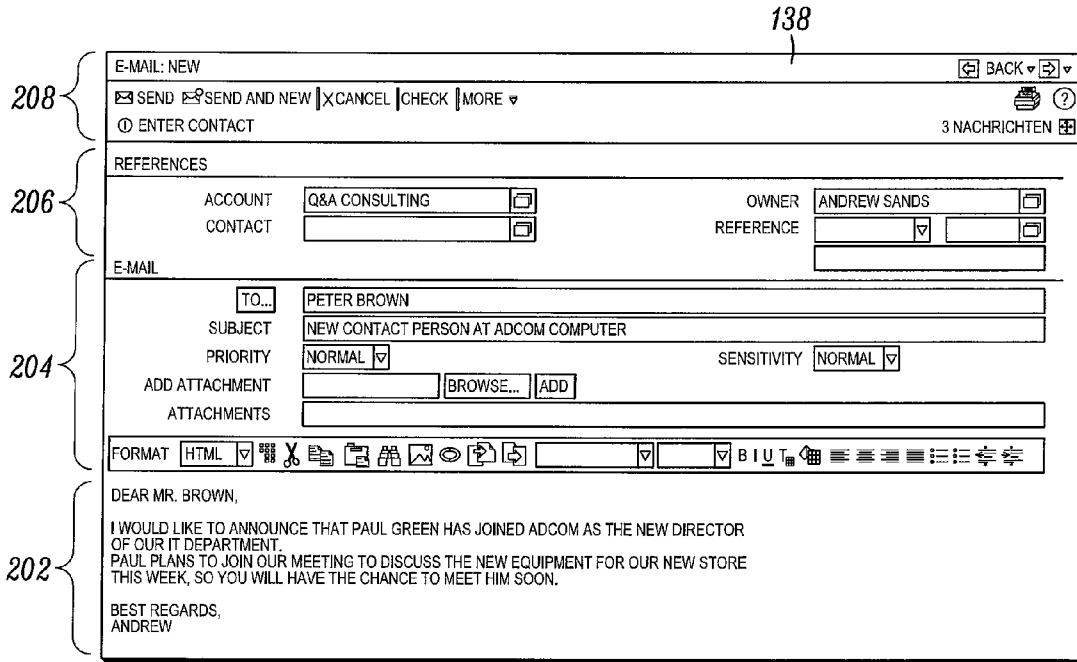 138
E-MAIL: NEW BACK
208
SEND SEND AND NEW CANCEL CHECK MORE
ENTER CONTACT 3 NACHRICHTEN
REFERENCES
206
ACCOUNT Q&A CONSULTING OWNER ANDREW SANDS
CONTACT REFERENCE
E-MAIL
TO... PETER BROWN
SUBJECT NEW CONTACT PERSON AT ADCOM COMPUTER
204
PRIORITY NORMAL SENSITIVITY NORMAL
ADD ATTACHMENT BROWSE... ADD
ATTACHMENTS
FORMAT HTML B I U T
DEAR MR. BROWN,
I WOULD LIKE TO ANNOUNCE THAT PAUL GREEN HAS JOINED ADCOM AS THE NEW DIRECTOR
OF OUR IT DEPARTMENT.
202
PAUL PLANS TO JOIN OUR MEETING TO DISCUSS THE NEW EQUIPMENT FOR OUR NEW STORE
THIS WEEK, SO YOU WILL HAVE THE CHANCE TO MEET HIM SOON.
BEST REGARDS,
ANDREW